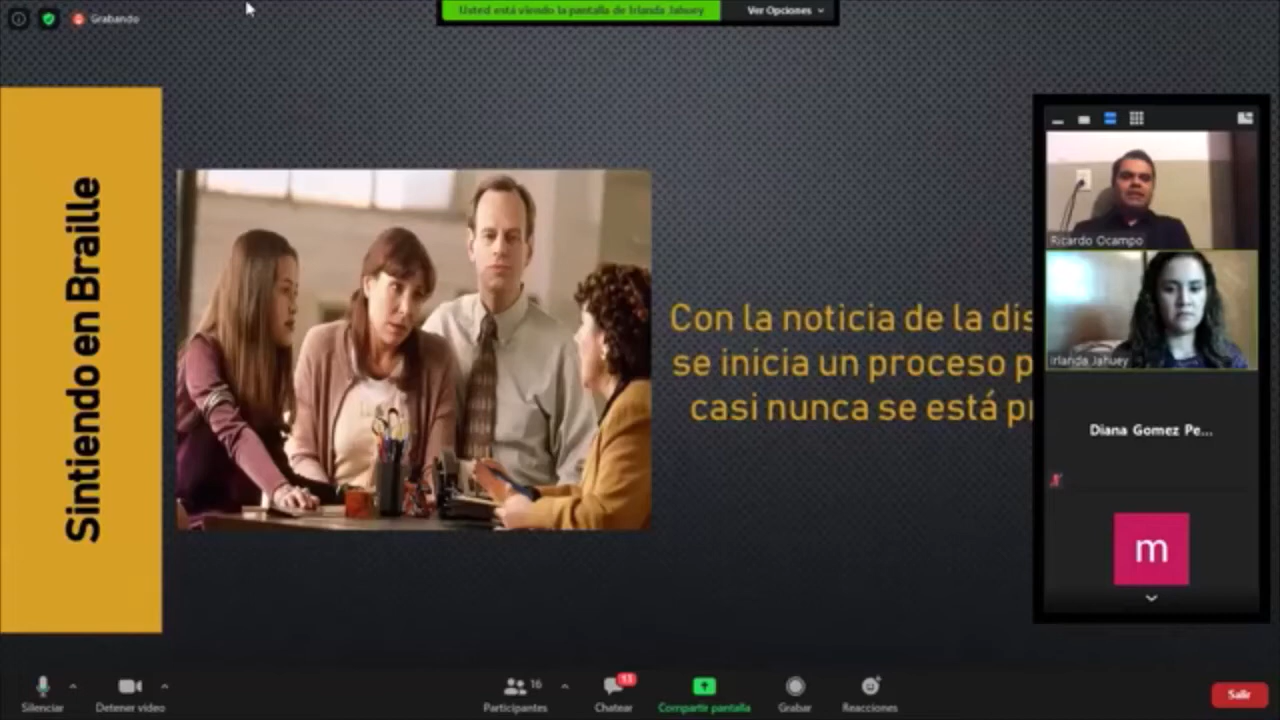 Grabando
Usted está viendo la pantalla de Irlanda Jahuey
Ver Opciones
Sintiendo en Braille
Con la noticia de la dis
se inicia un proceso p
casi nunca se está pr
Ricardo Ocampo
Irlanda Jahuey
Diana Gomez Pe...
m
Silenciar
Detener video
16
Participantes
13
Chatear
Compartir pantalla
Grabar
Reacciones
Salir